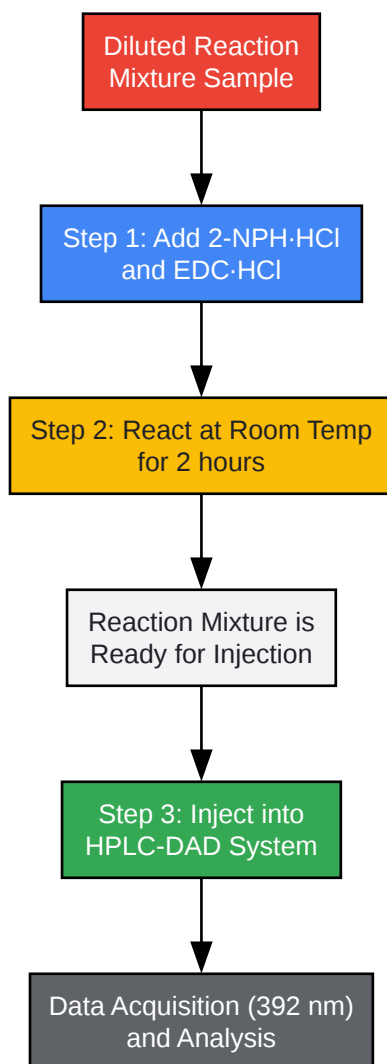 Diluted Reaction
Mixture Sample
Step 1: Add 2-NPH·HCl
and EDC·HCl
Step 2: React at Room Temp
for 2 hours
Reaction Mixture is
Ready for Injection
Step 3: Inject into
HPLC-DAD System
Data Acquisition (392 nm)
and Analysis